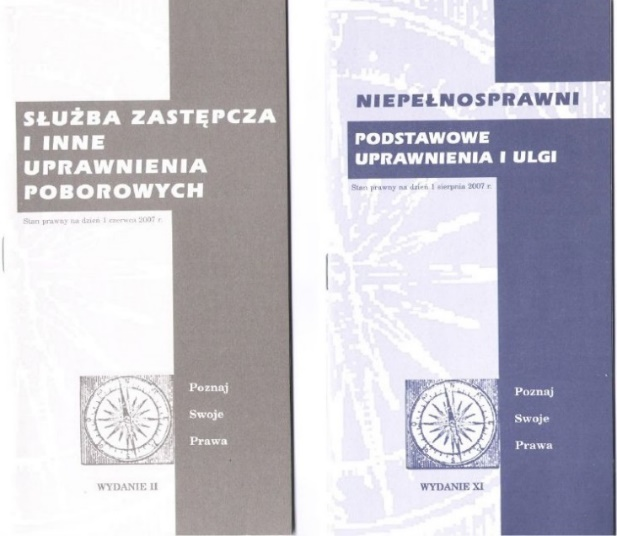 SŁUŻBA ZASTĘPCZA
I INNE
UPRAWNIENIA
POBOROWYCH
Stan prawny na dzień 1 czerwca 2007 r.
Poznaj
Swoje
Prawa
WYDANIE II
NIEPEŁNOSPRAWNI
PODSTAWOWE
UPRAWNIENIA I ULGI
Stan prawny na dzień 1 sierpnia 2007 r.
Poznaj
Swoje
Prawa
WYDANIE XI